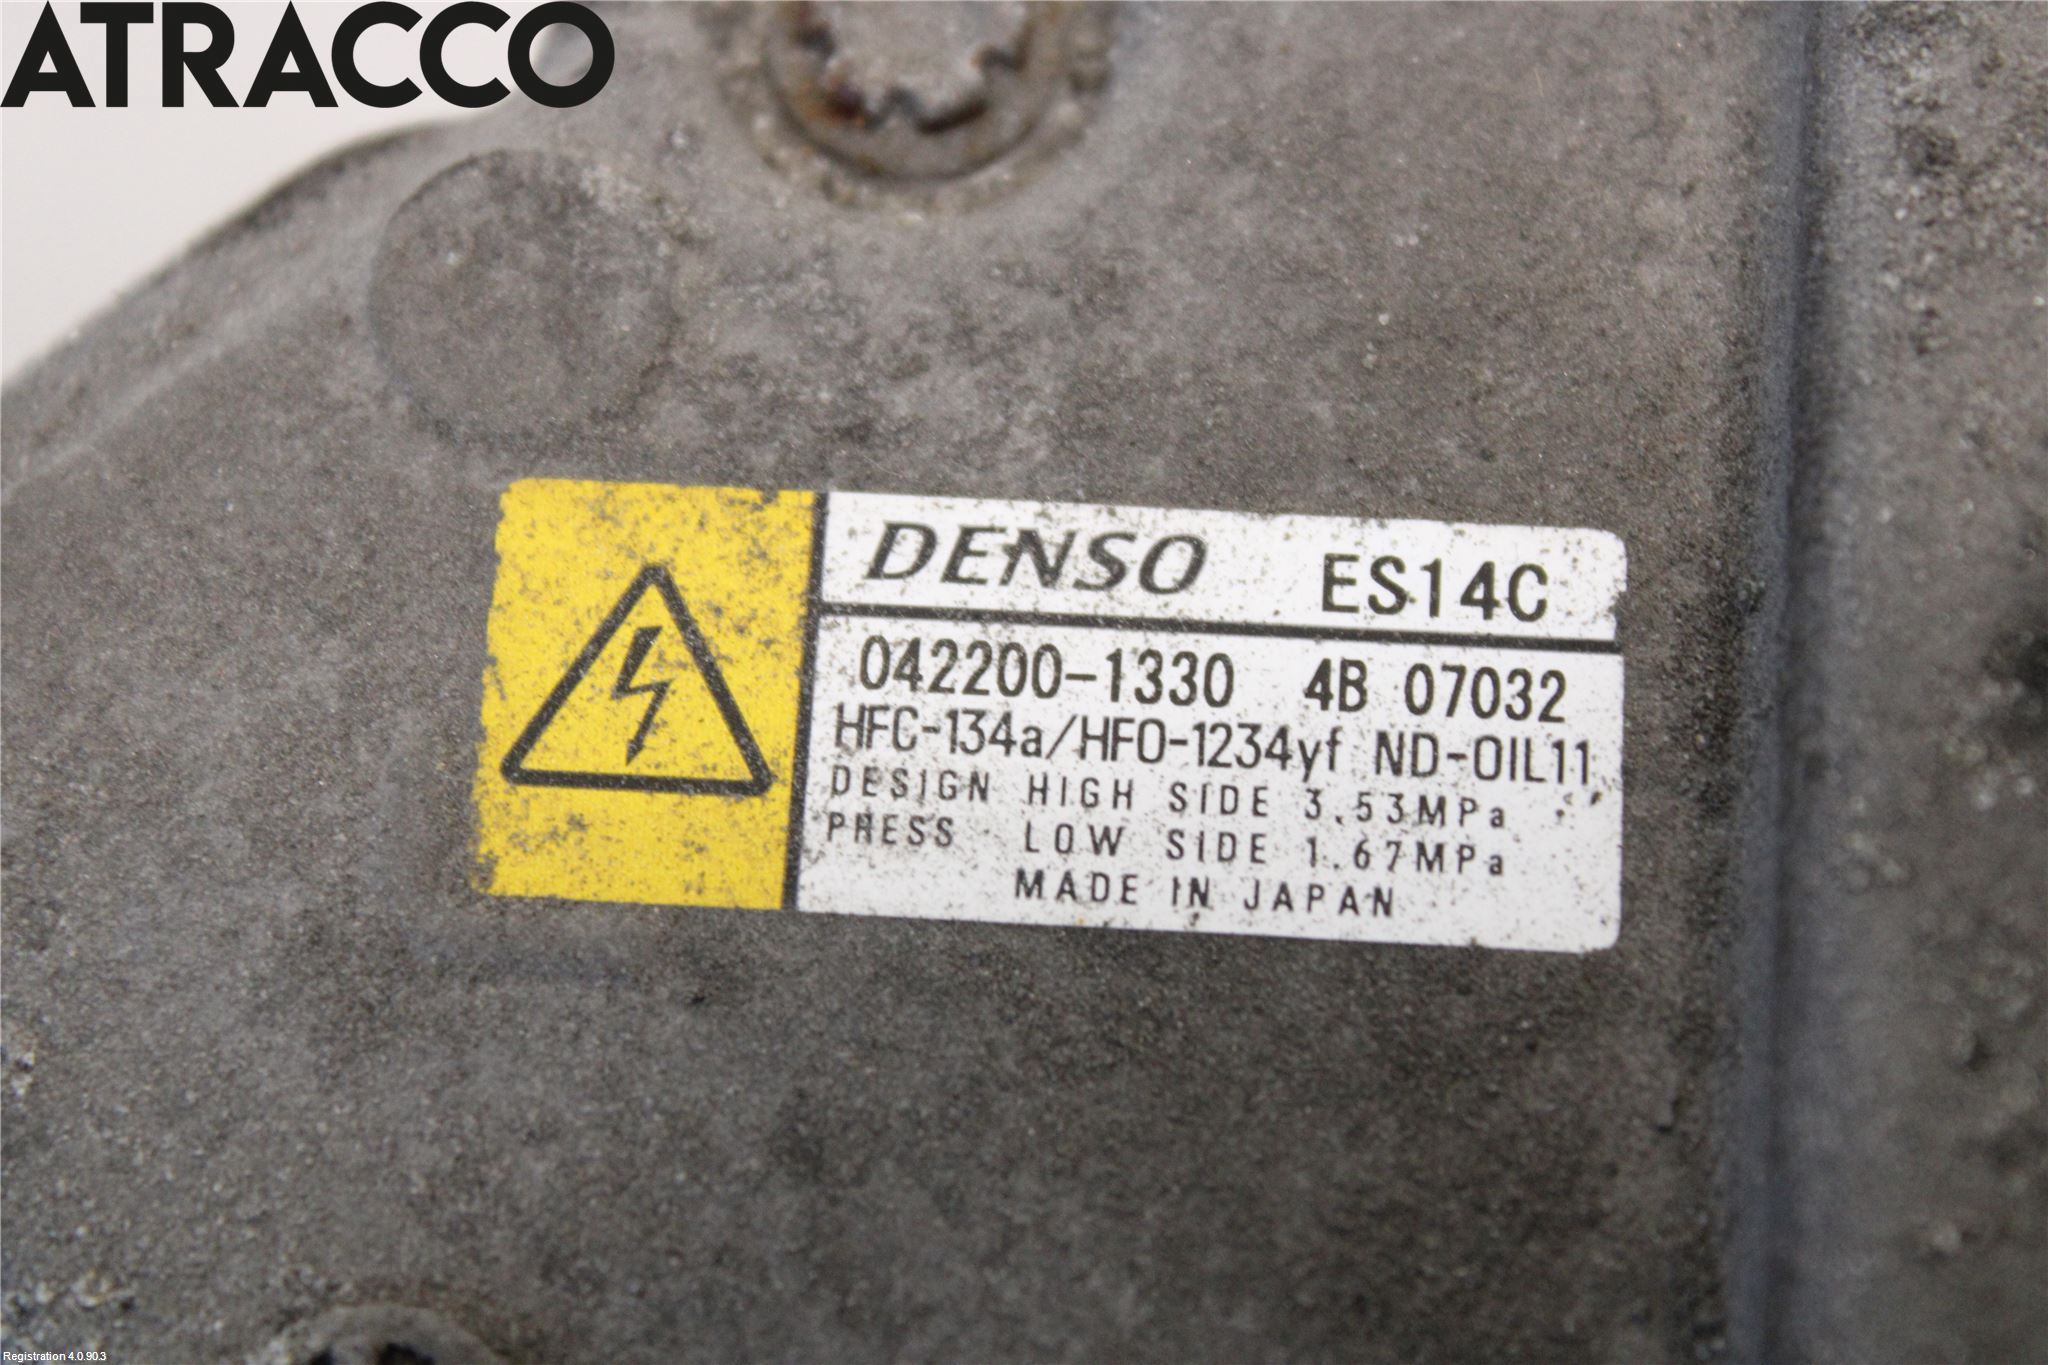 ATRACCO
DENSO ES14C
042200-1330 4B 07032
HFC-134a/HFO-1234yf ND-OIL11
DESIGN HIGH SIDE 3.53MPa
PRESS LOW SIDE 1.67MPa
MADE IN JAPAN
Registration 4.0.90.3